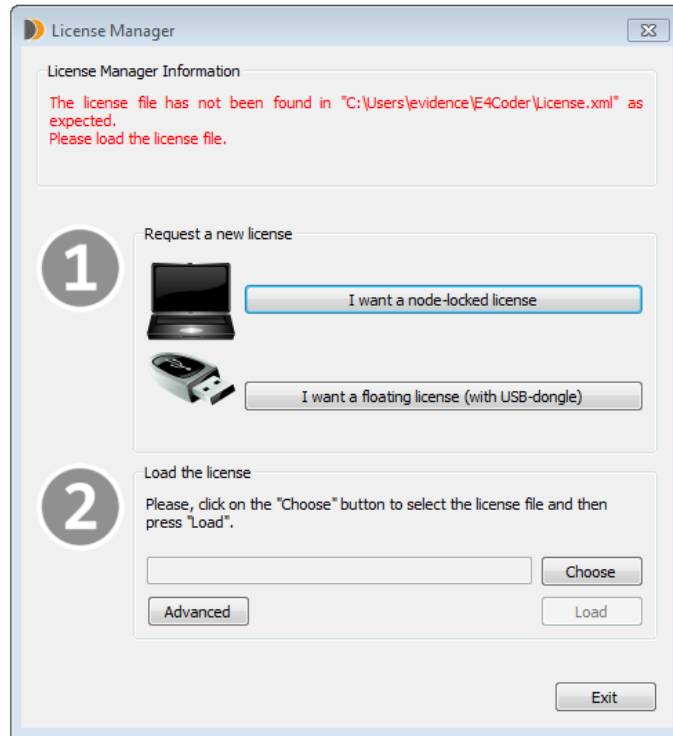 License Manager
License Manager Information
The license file has not been found in "C:\Users\evidence\E4Coder\License.xml" as
expected.
Please load the license file.
1
Request a new license
I want a node-locked license
I want a floating license (with USB-dongle)
2
Load the license
Please, click on the "Choose" button to select the license file and then
press "Load".
Choose
Advanced
Load
Exit